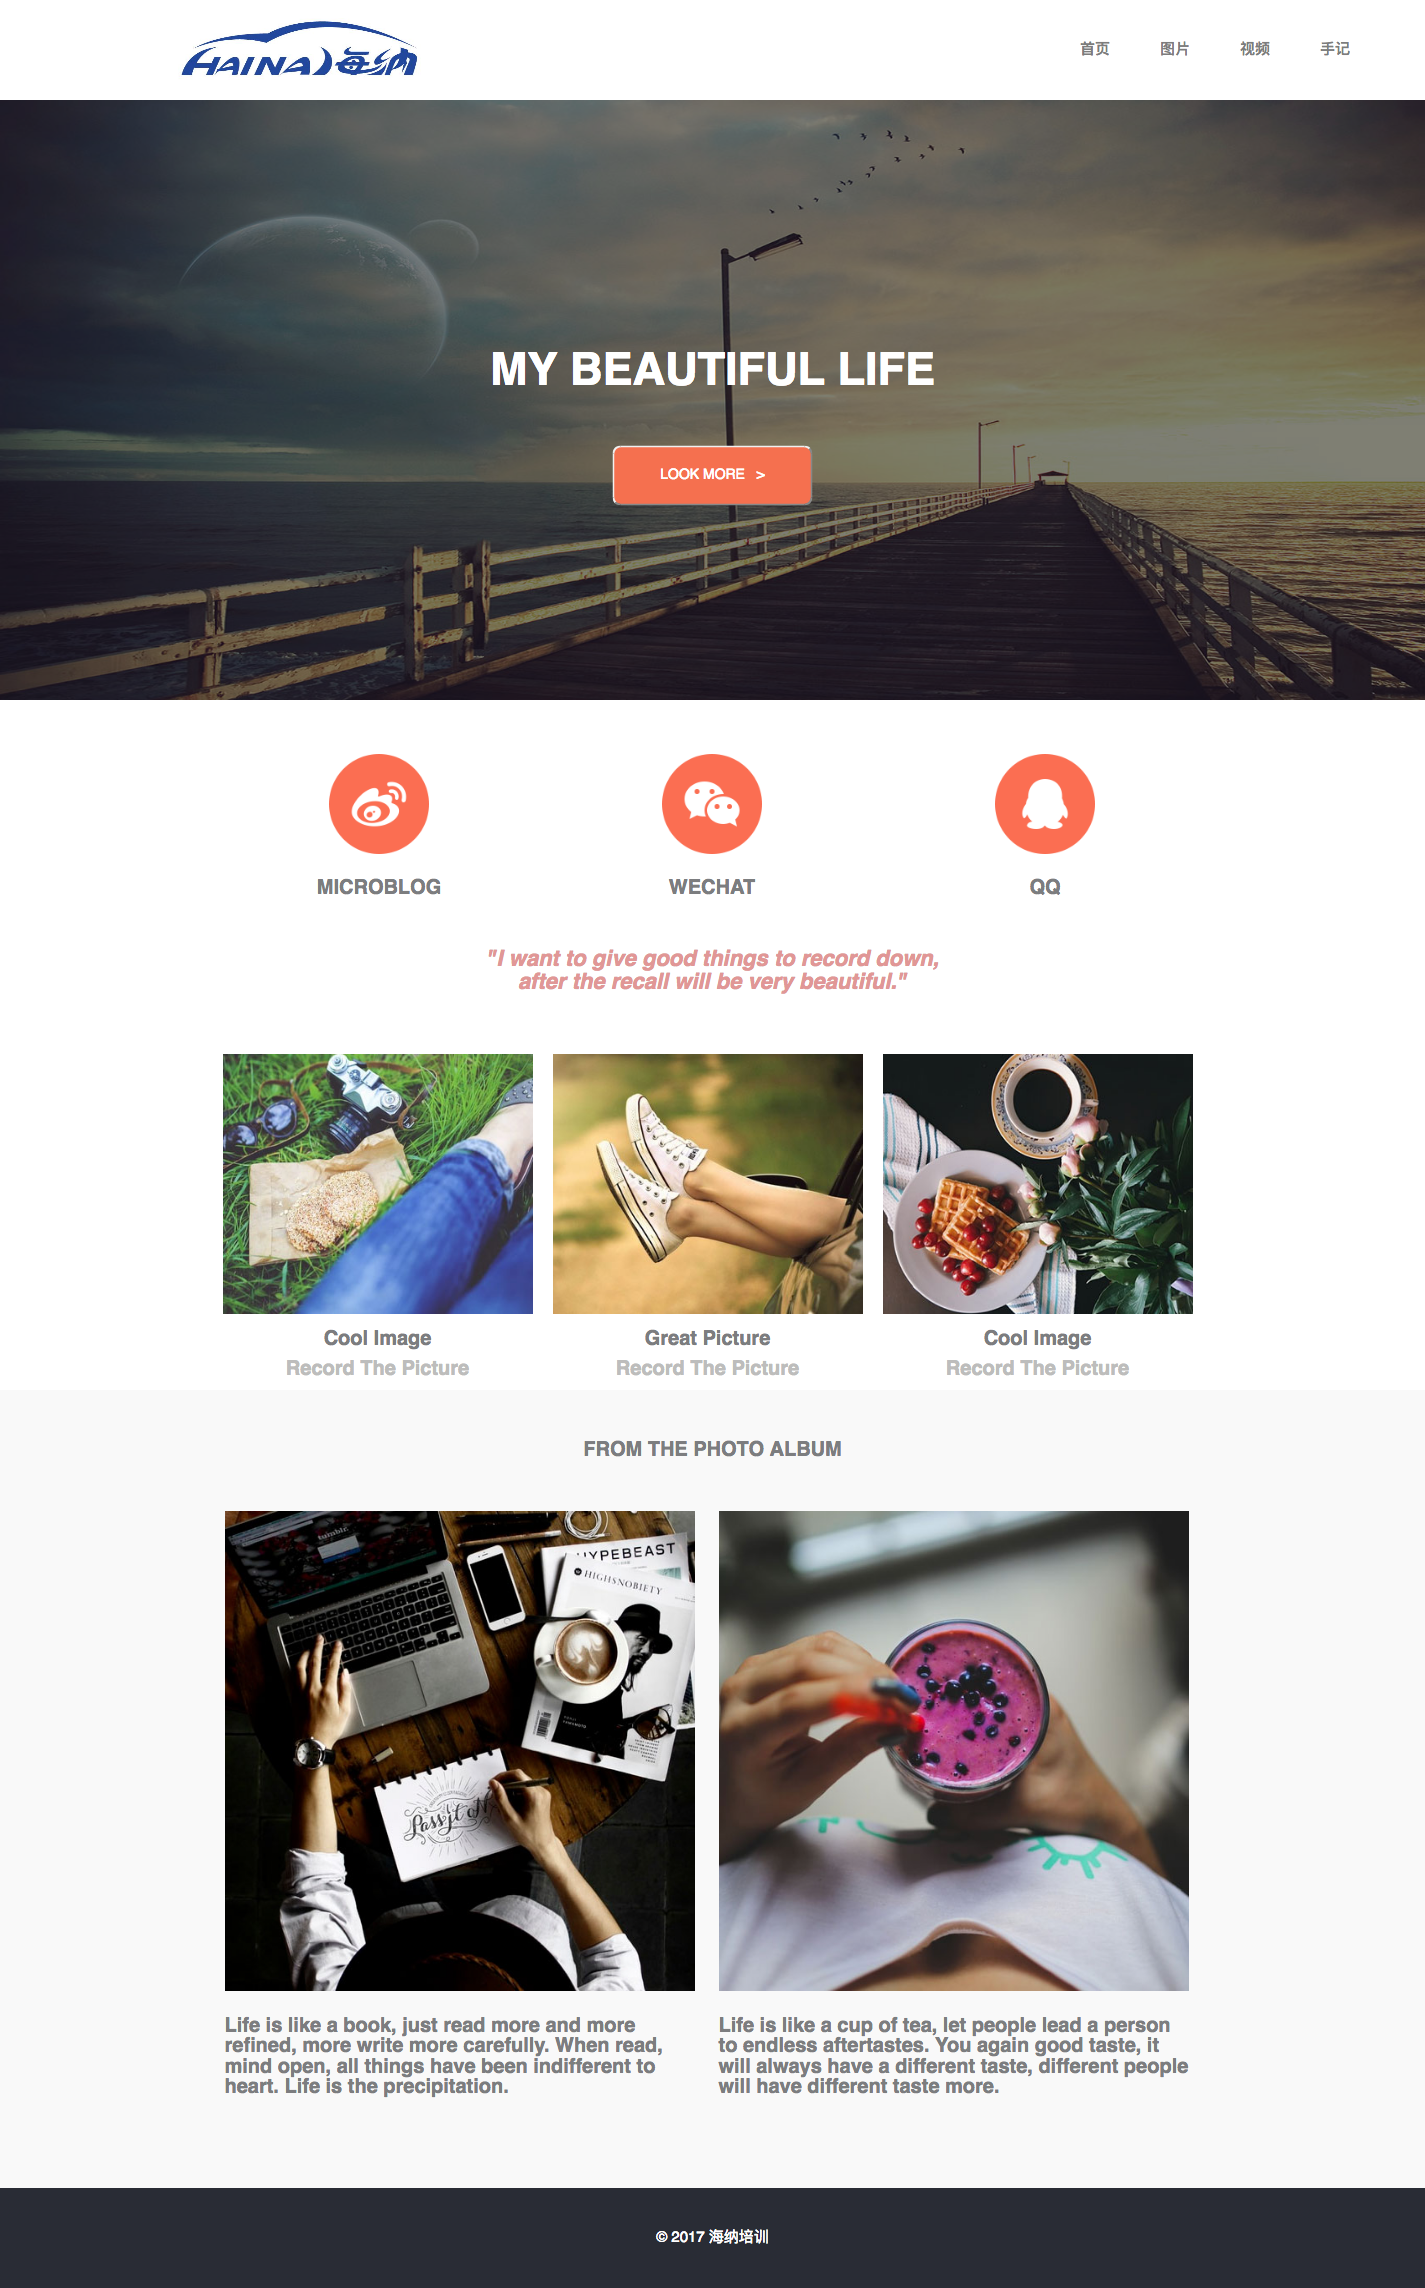 HAINA 海纳
首页 图片 视频 手记
MY BEAUTIFUL LIFE
LOOK MORE >
MICROBLOG WECHAT QQ
"I want to give good things to record down,
after the recall will be very beautiful."
Cool Image Great Picture Cool Image
Record The Picture Record The Picture Record The Picture
FROM THE PHOTO ALBUM
tumblr.
HYPEBEAST
HIGHSNOBIETY
Pass it on
Life is like a book, just read more and more
refined, more write more carefully. When read,
mind open, all things have been indifferent to
heart. Life is the precipitation.
Life is like a cup of tea, let people lead a person
to endless aftertastes. You again good taste, it
will always have a different taste, different people
will have different taste more.
© 2017 海纳培训